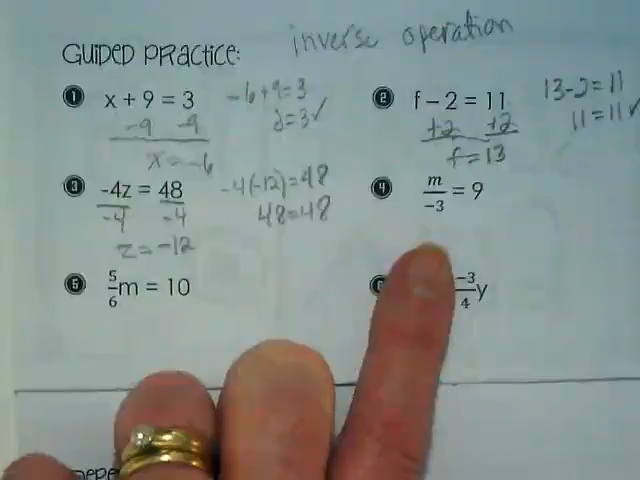 GUIDED PRACTICE: inverse operation
1 x + 9 = 3 -6+9=3
-9 -9 3=3✓
x=-6
2 f - 2 = 11 13-2=11
+2 +2 11=11✓
f=13
3 -4z = 48 -4(-12)=48
-4 -4 48=48
z=-12
4 m/-3 = 9
5 5/6 m = 10
-3/4 y